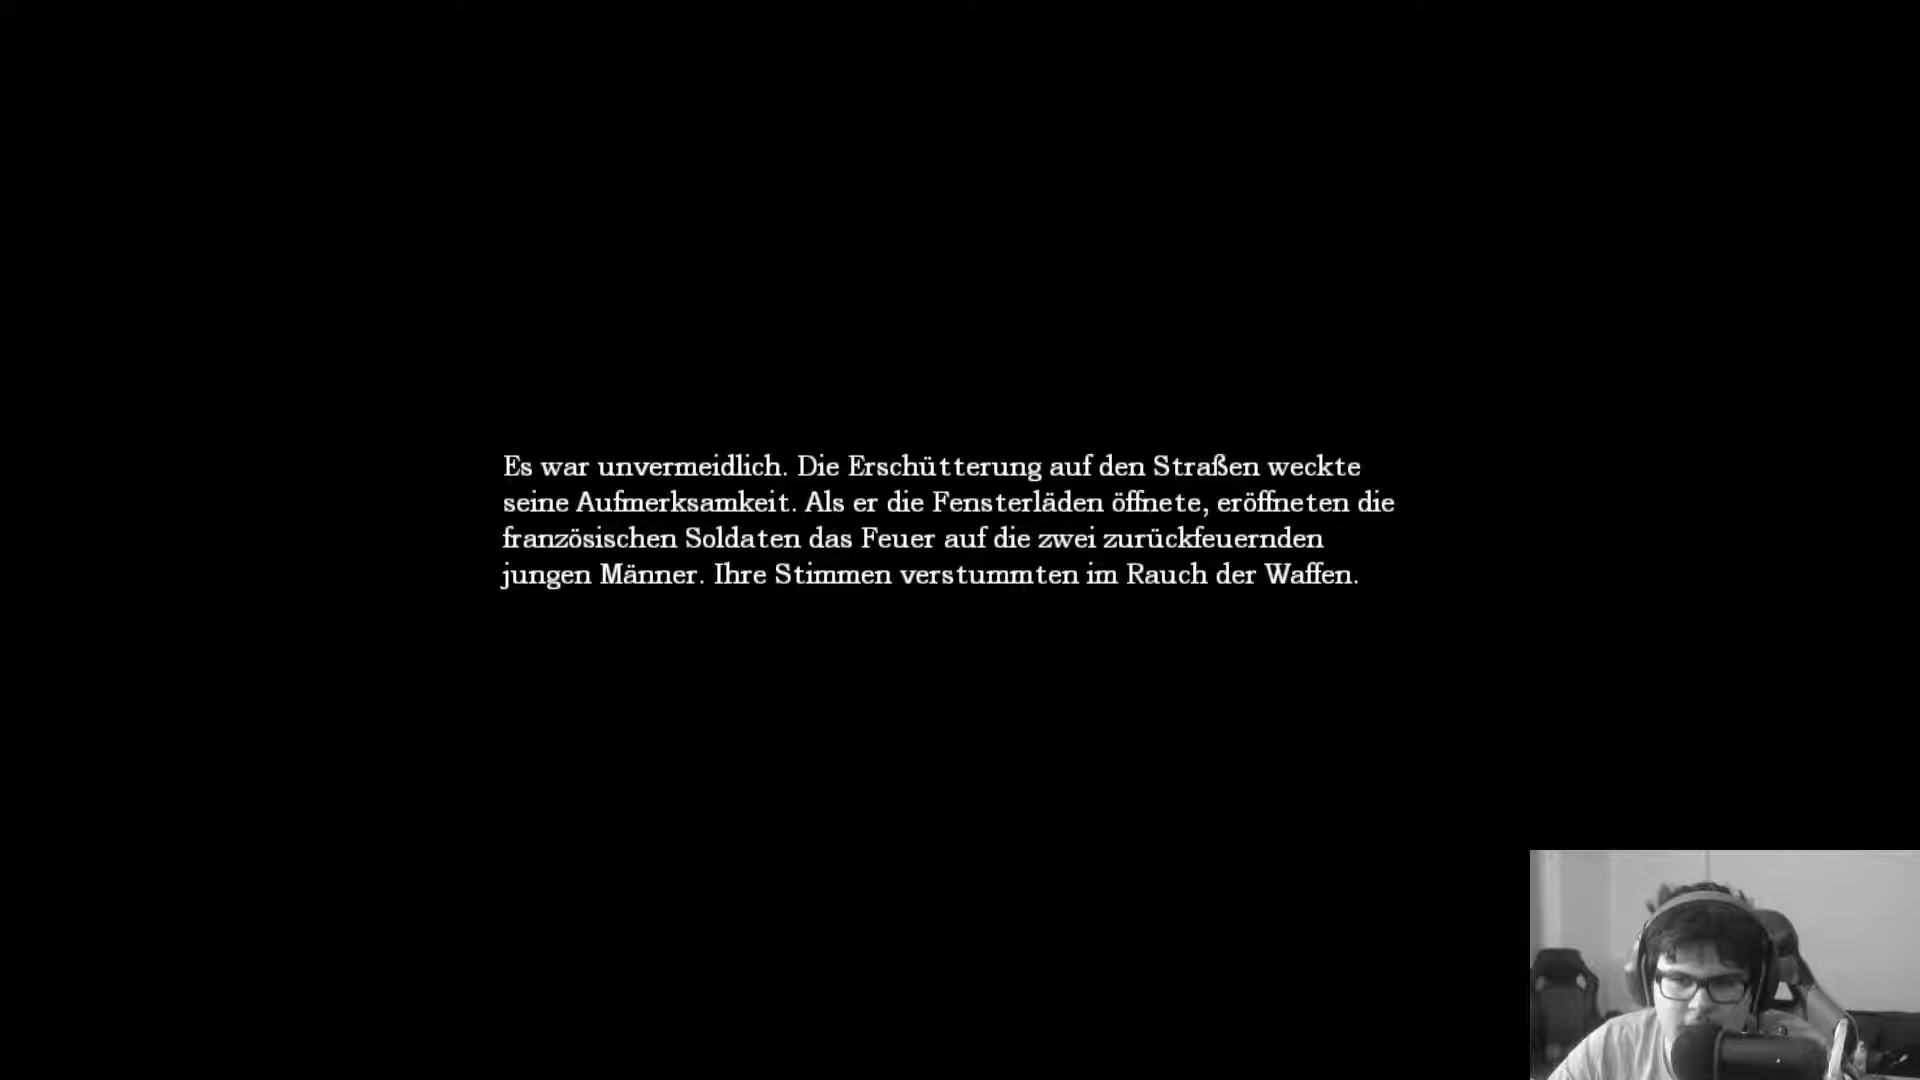 Es war unvermeidlich. Die Erschütterung auf den Straßen weckte
seine Aufmerksamkeit. Als er die Fensterläden öffnete, eröffneten die
französischen Soldaten das Feuer auf die zwei zurückfeuernden
jungen Männer. Ihre Stimmen verstummten im Rauch der Waffen.